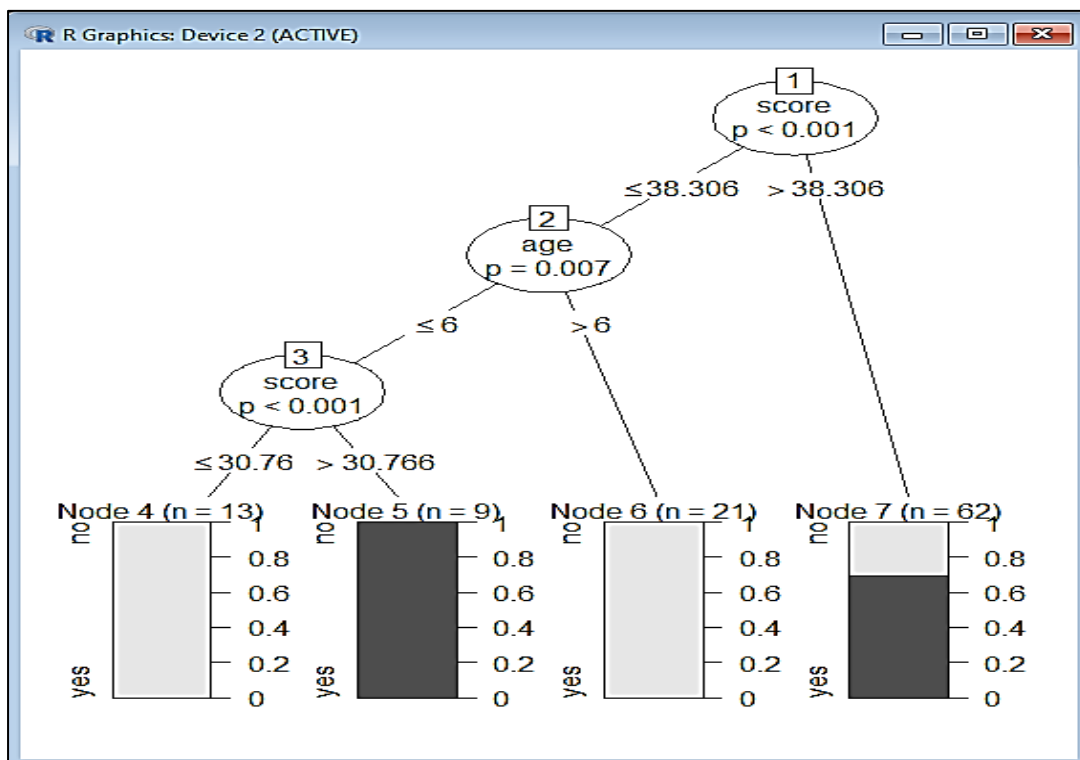 R Graphics: Device 2 (ACTIVE)
1
score
p < 0.001
≤38.306 > 38.306
2
age
p = 0.007
≤ 6 > 6
3
score
p < 0.001
≤30.76 > 30.766
Node 4 (n = 13) Node 5 (n = 9) Node 6 (n = 21) Node 7 (n = 62)
no 1 no 1 no 1 no 1
0.8 0.8 0.8 0.8
0.6 0.6 0.6 0.6
0.4 0.4 0.4 0.4
yes 0.2 yes 0.2 yes 0.2 yes 0.2
0 0 0 0